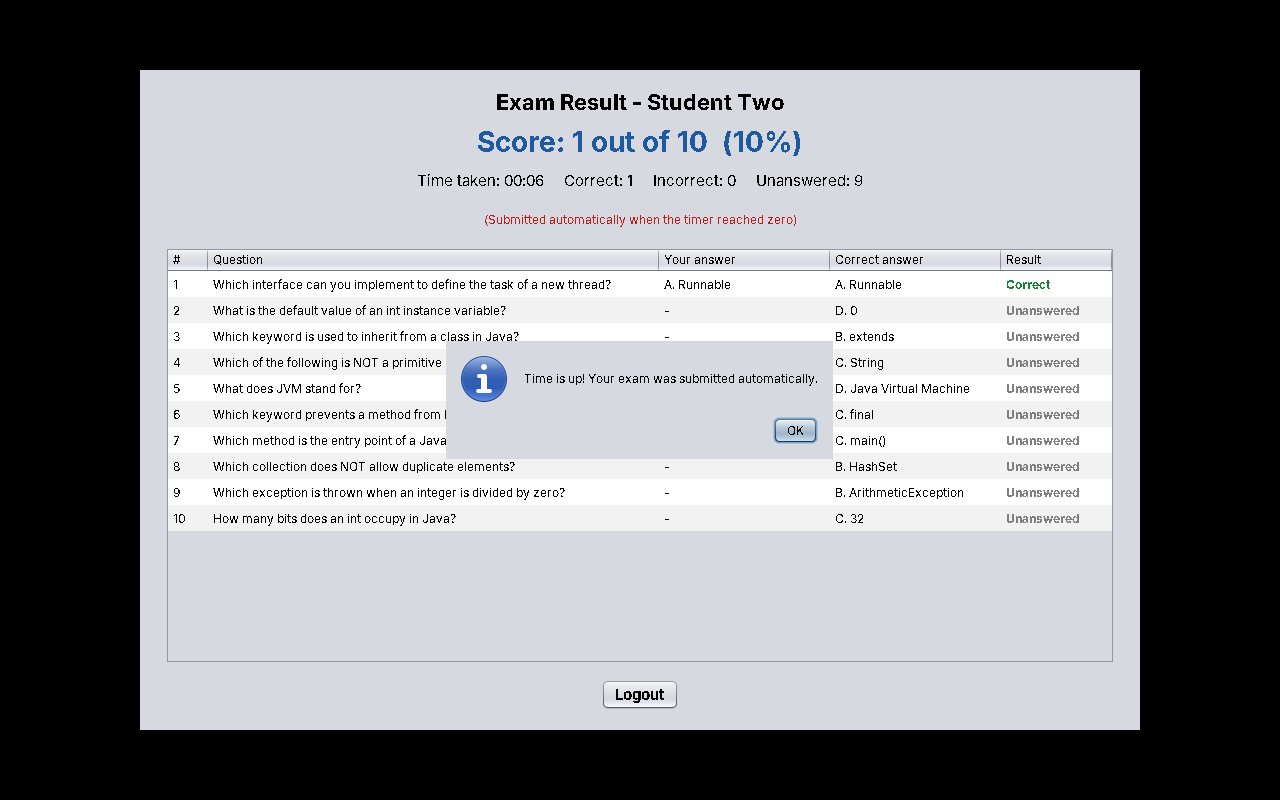 Exam Result - Student Two
Score: 1 out of 10 (10%)
Time taken: 00:06 Correct: 1 Incorrect: 0 Unanswered: 9
(Submitted automatically when the timer reached zero)
# Question Your answer Correct answer Result
1 Which interface can you implement to define the task of a new thread? A. Runnable A. Runnable Correct
2 What is the default value of an int instance variable? - D. 0 Unanswered
3 Which keyword is used to inherit from a class in Java? - B. extends Unanswered
4 Which of the following is NOT a primitive C. String Unanswered
5 What does JVM stand for? D. Java Virtual Machine Unanswered
6 Which keyword prevents a method from C. final Unanswered
7 Which method is the entry point of a Java C. main() Unanswered
8 Which collection does NOT allow duplicate elements? - B. HashSet Unanswered
9 Which exception is thrown when an integer is divided by zero? - B. ArithmeticException Unanswered
10 How many bits does an int occupy in Java? - C. 32 Unanswered
Time is up! Your exam was submitted automatically.
OK
Logout